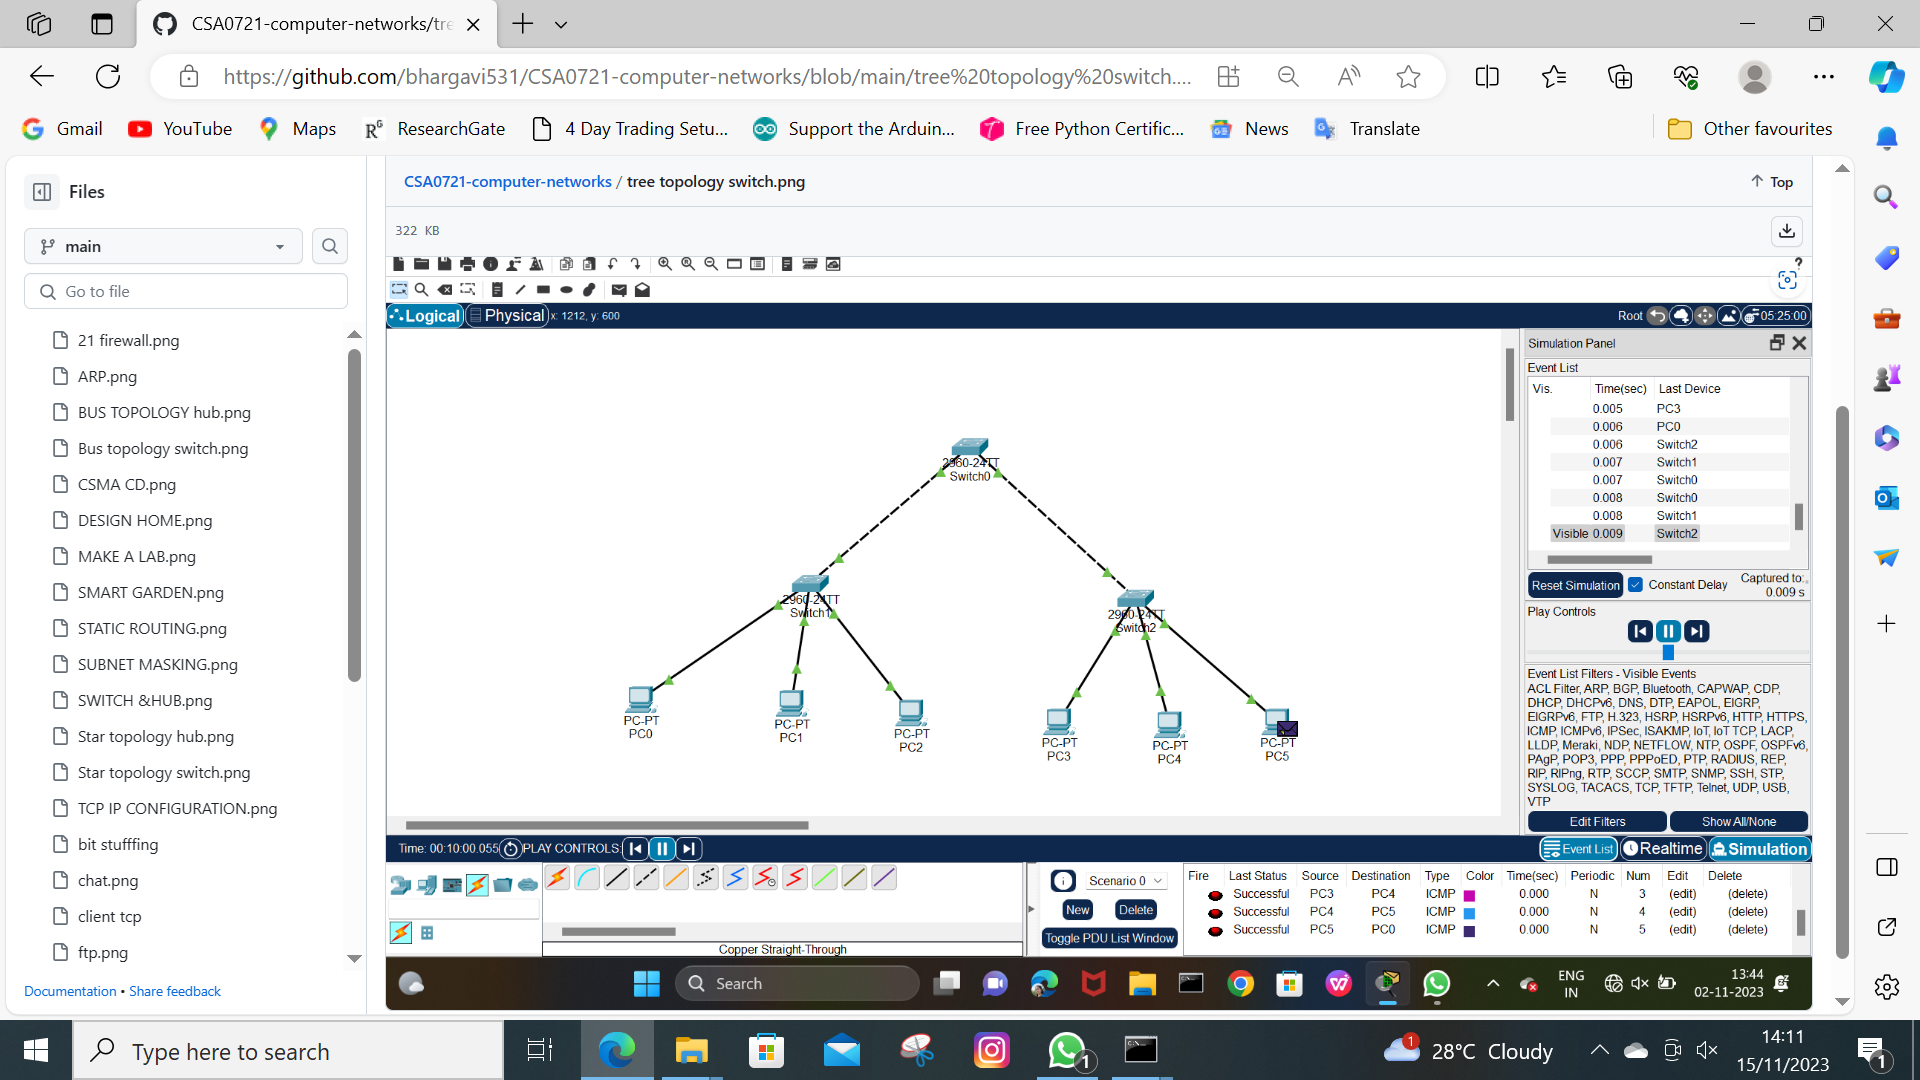 CSA0721-computer-networks/tre
https://github.com/bhargavi531/CSA0721-computer-networks/blob/main/tree%20topology%20switch....
Gmail YouTube Maps ResearchGate 4 Day Trading Setu... Support the Arduin... Free Python Certific... News Translate Other favourites
Files
main
Go to file
21 firewall.png
ARP.png
BUS TOPOLOGY hub.png
Bus topology switch.png
CSMA CD.png
DESIGN HOME.png
MAKE A LAB.png
SMART GARDEN.png
STATIC ROUTING.png
SUBNET MASKING.png
SWITCH &HUB.png
Star topology hub.png
Star topology switch.png
TCP IP CONFIGURATION.png
bit stufffing
chat.png
client tcp
ftp.png
Documentation • Share feedback
CSA0721-computer-networks / tree topology switch.png
Top
322 KB
Logical Physical x: 1212, y: 600
Root 05:25:00
2960-24TT
Switch0
2960-24TT
Switch1
2960-24TT
Switch2
PC-PT
PC0
PC-PT
PC1
PC-PT
PC2
PC-PT
PC3
PC-PT
PC4
PC-PT
PC5
Simulation Panel
Event List
Vis. Time(sec) Last Device
0.005 PC3
0.006 PC0
0.006 Switch2
0.007 Switch1
0.007 Switch0
0.008 Switch0
0.008 Switch1
Visible 0.009 Switch2
Reset Simulation Constant Delay Captured to:
0.009 s
Play Controls
Event List Filters - Visible Events
ACL Filter, ARP, BGP, Bluetooth, CAPWAP, CDP,
DHCP, DHCPv6, DNS, DTP, EAPOL, EIGRP,
EIGRPv6, FTP, H.323, HSRP, HSRPv6, HTTP, HTTPS,
ICMP, ICMPv6, IPSec, ISAKMP, IoT, IoT TCP, LACP,
LLDP, Meraki, NDP, NETFLOW, NTP, OSPF, OSPFv6,
PAgP, POP3, PPP, PPPoED, PTP, RADIUS, REP,
RIP, RIPng, RTP, SCCP, SMTP, SNMP, SSH, STP,
SYSLOG, TACACS, TCP, TFTP, Telnet, UDP, USB,
VTP
Edit Filters Show All/None
Time: 00:10:00.055 PLAY CONTROLS:
Event List Realtime Simulation
Copper Straight-Through
Scenario 0
New Delete
Toggle PDU List Window
Fire Last Status Source Destination Type Color Time(sec) Periodic Num Edit Delete
Successful PC3 PC4 ICMP 0.000 N 3 (edit) (delete)
Successful PC4 PC5 ICMP 0.000 N 4 (edit) (delete)
Successful PC5 PC0 ICMP 0.000 N 5 (edit) (delete)
Search
ENG
IN
13:44
02-11-2023
Type here to search
1
1
28°C Cloudy
14:11
15/11/2023
1